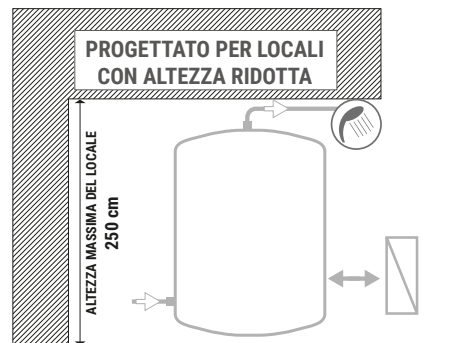 PROGETTATO PER LOCALI
CON ALTEZZA RIDOTTA
ALTEZZA MASSIMA DEL LOCALE
250 cm